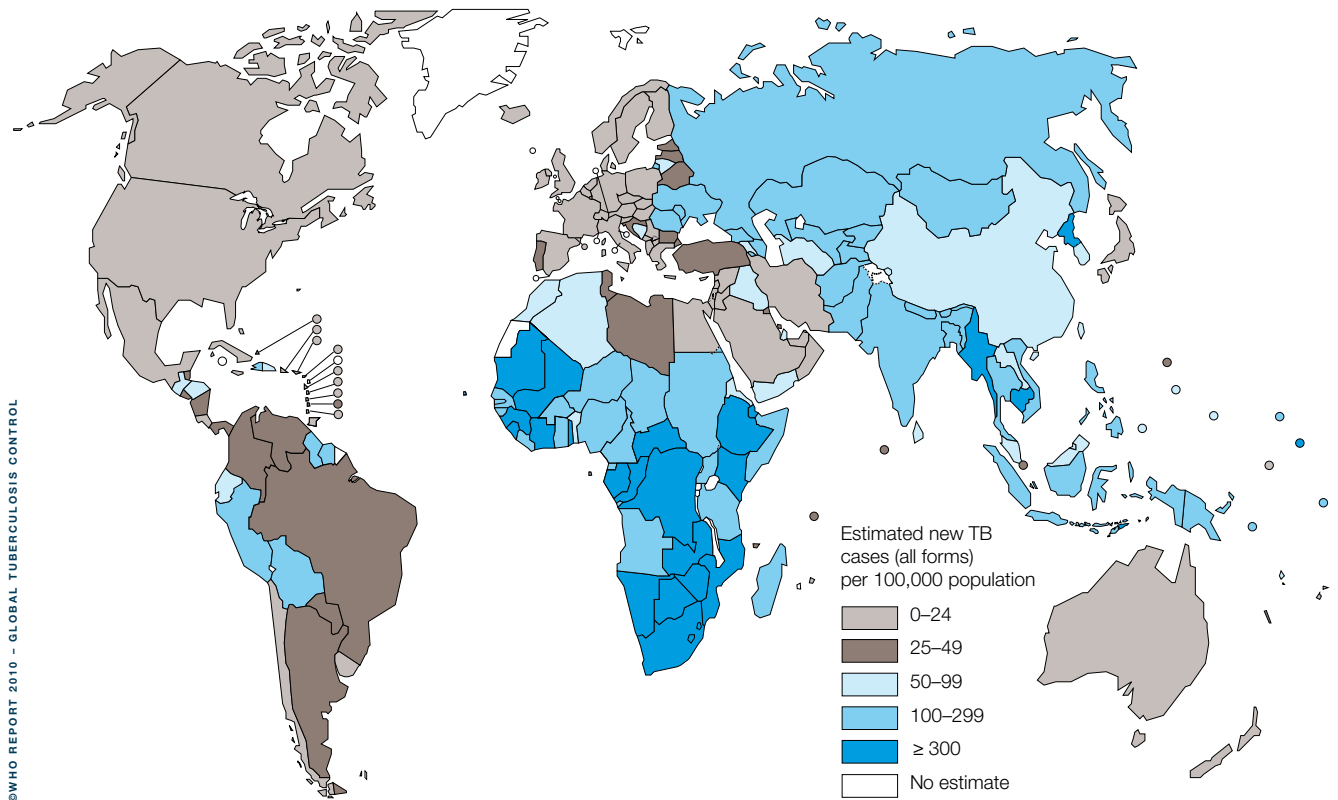 ©WHO REPORT 2010 – GLOBAL TUBERCULOSIS CONTROL
Estimated new TB
cases (all forms)
per 100,000 population
0–24
25–49
50–99
100–299
≥ 300
No estimate